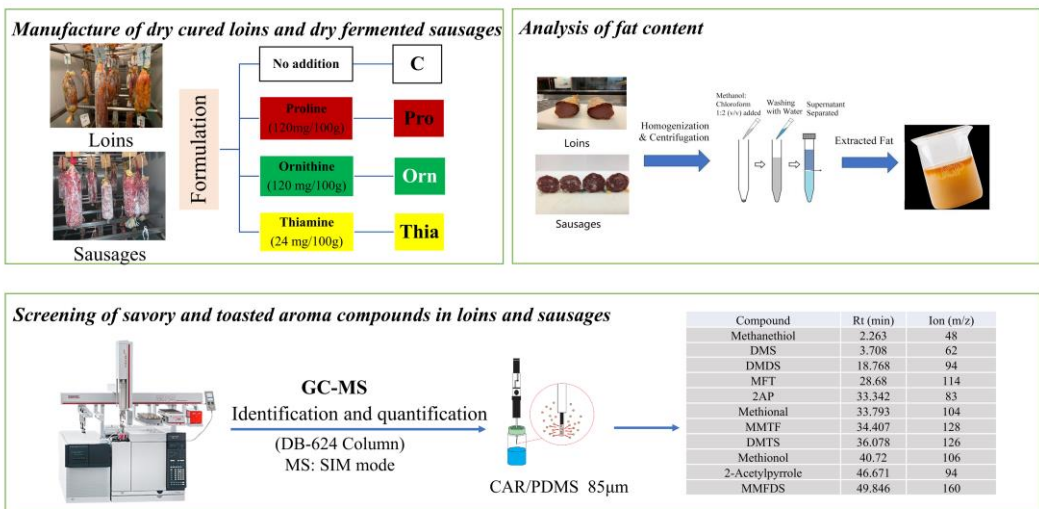 Manufacture of dry cured loins and dry fermented sausages
Loins
Sausages
Formulation
No addition
C
Proline
(120mg/100g)
Pro
Ornithine
(120 mg/100g)
Orn
Thiamine
(24 mg/100g)
Thia
Analysis of fat content
Loins
Sausages
Homogenization
& Centrifugation
Methanol:
Chloroform
1:2 (v/v) added
Washing
with Water
Supernatant
Separated
Extracted Fat
Screening of savory and toasted aroma compounds in loins and sausages
GC-MS
Identification and quantification
(DB-624 Column)
MS: SIM mode
CAR/PDMS 85μm
Compound Rt (min) Ion (m/z)
Methanethiol 2.263 48
DMS 3.708 62
DMDS 18.768 94
MFT 28.68 114
2AP 33.342 83
Methional 33.793 104
MMTF 34.407 128
DMTS 36.078 126
Methionol 40.72 106
2-Acetylpyrrole 46.671 94
MMFDS 49.846 160